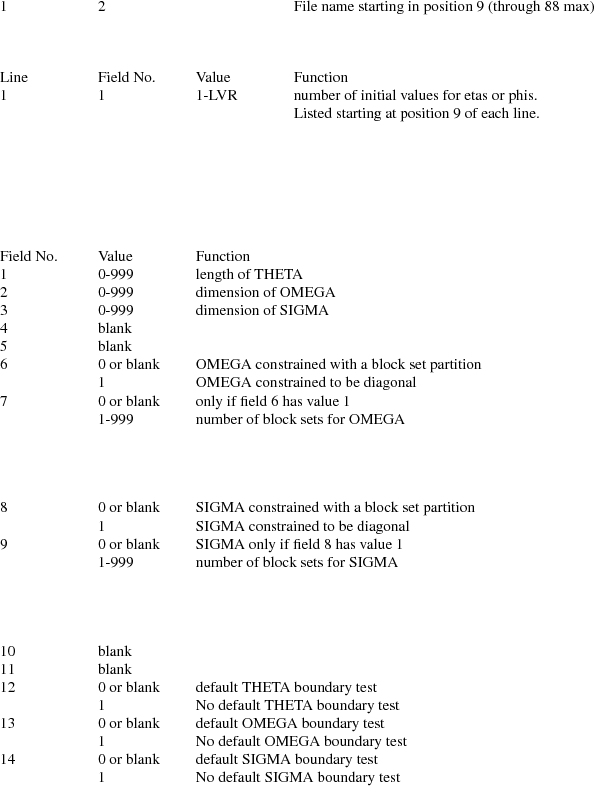 1 2 File name starting in position 9 (through 88 max)
Line Field No. Value Function
1 1 1-LVR number of initial values for etas or phis.
Listed starting at position 9 of each line.
Field No. Value Function
1 0-999 length of THETA
2 0-999 dimension of OMEGA
3 0-999 dimension of SIGMA
4 blank
5 blank
6 0 or blank OMEGA constrained with a block set partition
1 OMEGA constrained to be diagonal
7 0 or blank only if field 6 has value 1
1-999 number of block sets for OMEGA
8 0 or blank SIGMA constrained with a block set partition
1 SIGMA constrained to be diagonal
9 0 or blank SIGMA only if field 8 has value 1
1-999 number of block sets for SIGMA
10 blank
11 blank
12 0 or blank default THETA boundary test
1 No default THETA boundary test
13 0 or blank default OMEGA boundary test
1 No default OMEGA boundary test
14 0 or blank default SIGMA boundary test
1 No default SIGMA boundary test